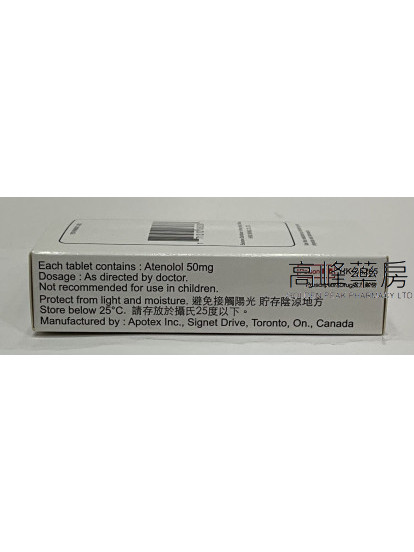 Each tablet contains : Atenolol 50mg
Dosage : As directed by doctor.
Not recommended for use in children.
Protect from light and moisture. 避免接觸陽光 貯存陰涼地方
Store below 25°C. 請存放於攝氏25度以下。
Manufactured by : Apotex Inc., Signet Drive, Toronto, On., Canada
高峰藥房